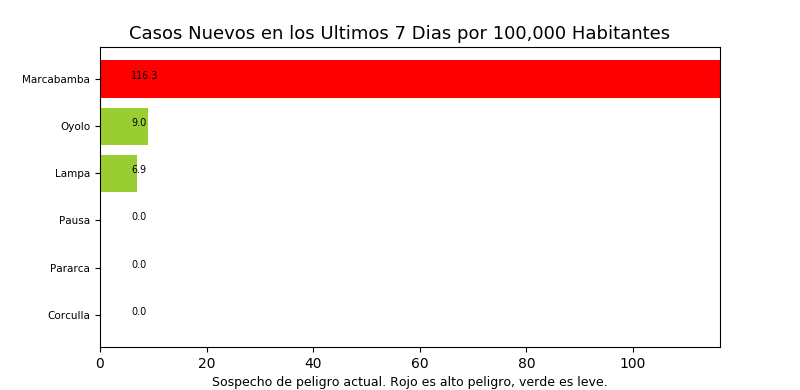 Casos Nuevos en los Ultimos 7 Dias por 100,000 Habitantes
Marcabamba 116.3
Oyolo 9.0
Lampa 6.9
Pausa 0.0
Pararca 0.0
Corculla 0.0
0 20 40 60 80 100
Sospecho de peligro actual. Rojo es alto peligro, verde es leve.